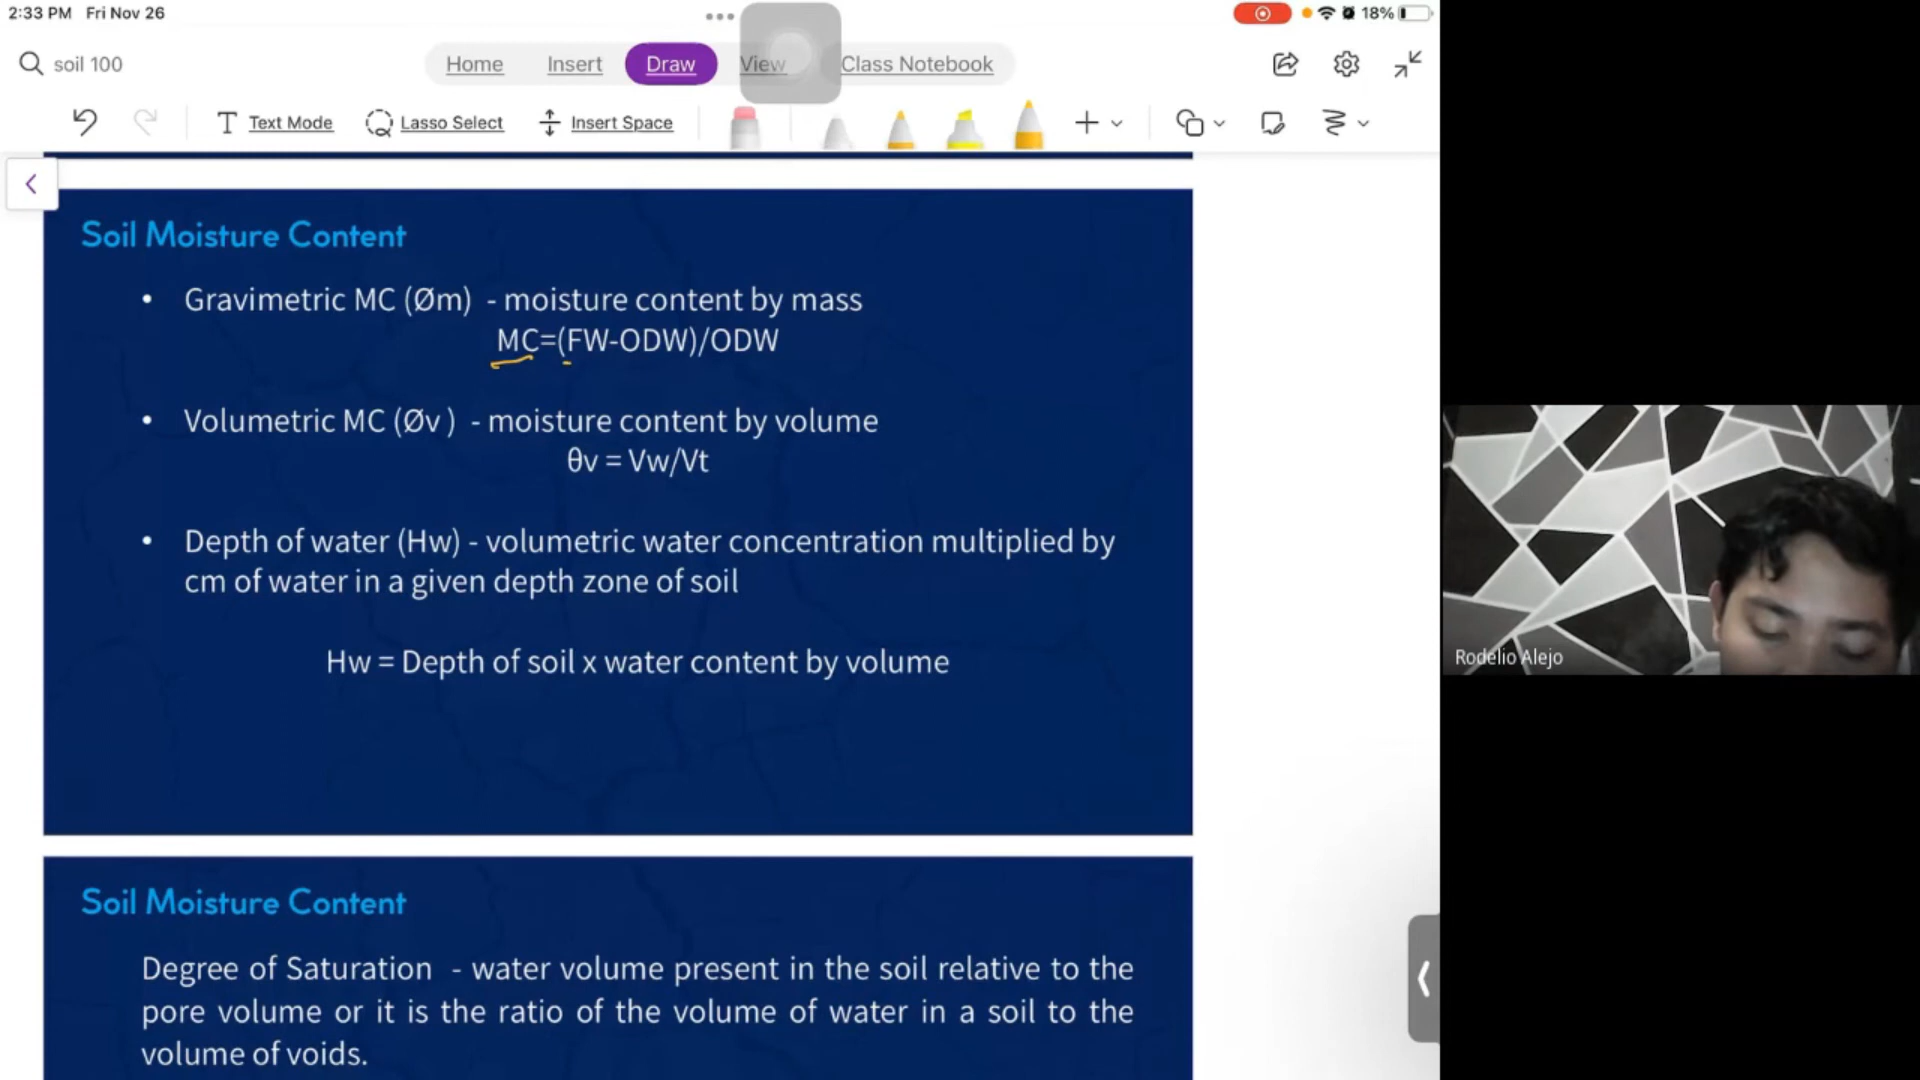 2:33 PM Fri Nov 26
18%
soil 100
Home Insert Draw View Class Notebook
Text Mode Lasso Select Insert Space
Soil Moisture Content
• Gravimetric MC (Øm) - moisture content by mass
MC=(FW-ODW)/ODW
• Volumetric MC (Øv ) - moisture content by volume
θv = Vw/Vt
• Depth of water (Hw) - volumetric water concentration multiplied by
cm of water in a given depth zone of soil
Hw = Depth of soil x water content by volume
Rodelio Alejo
Soil Moisture Content
Degree of Saturation - water volume present in the soil relative to the
pore volume or it is the ratio of the volume of water in a soil to the
volume of voids.